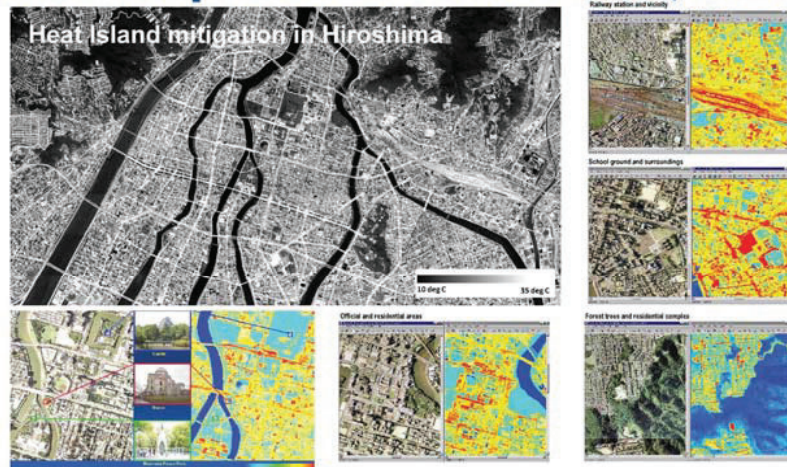 Heat Island mitigation in Hiroshima
10 deg C
35 deg C
Railway station and vicinity
School ground and surroundings
Official and residential areas
Forest trees and residential samples